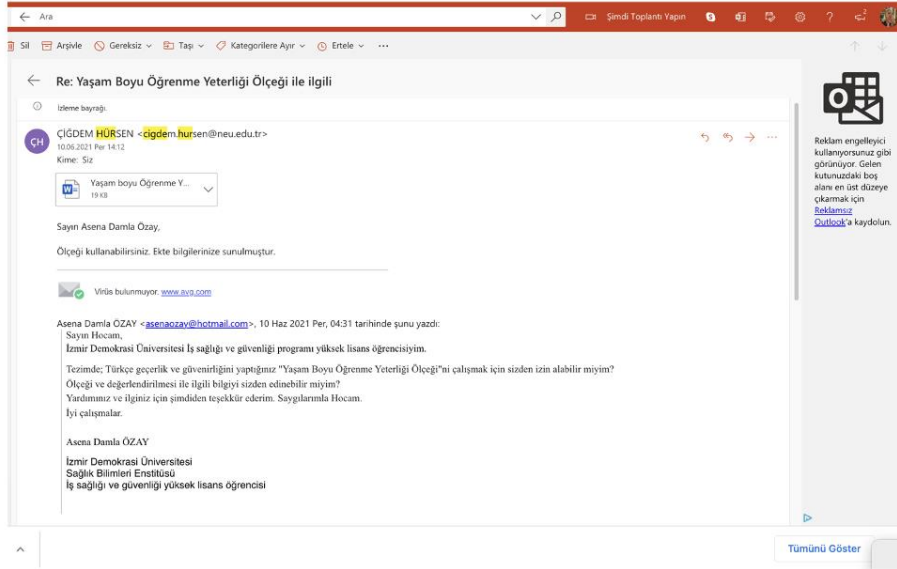 Ara
Şimdi Toplantı Yapın
?
Sil Arşivle Gereksiz Taşı Kategorilere Ayır Ertele ...
Re: Yaşam Boyu Öğrenme Yeterliği Ölçeği ile ilgili
İzleme bayrağı.
CH
ÇİĞDEM HÜRSEN <cigdem.hursen@neu.edu.tr>
10.06.2021 Per 14:12
Kime: Siz
Yaşam boyu Öğrenme Y...
19 KB
Sayın Asena Damla Özay,
Ölçeği kullanabilirsiniz. Ekte bilgilerinize sunulmuştur.
Virüs bulunmuyor. www.avg.com
Asena Damla ÖZAY <asenaozay@hotmail.com>, 10 Haz 2021 Per, 04:31 tarihinde şunu yazdı:
Sayın Hocam,
İzmir Demokrasi Üniversitesi İş sağlığı ve güvenliği programı yüksek lisans öğrencisiyim.
Tezimde; Türkçe geçerlik ve güvenirliğini yaptığınız "Yaşam Boyu Öğrenme Yeterliği Ölçeği"ni çalışmak için sizden izin alabilir miyim?
Ölçeği ve değerlendirilmesi ile ilgili bilgiyi sizden edinebilir miyim?
Yardımınız ve ilginiz için şimdiden teşekkür ederim. Saygılarımla Hocam.
İyi çalışmalar.
Asena Damla ÖZAY
İzmir Demokrasi Üniversitesi
Sağlık Bilimleri Enstitüsü
İş sağlığı ve güvenliği yüksek lisans öğrencisi
Reklam engelleyici
kullanıyorsunuz gibi
görünüyor. Gelen
kutunuzdaki boş
alanı en üst düzeye
çıkarmak için
Reklamsız
Outlook'a kaydolun.
Tümünü Göster